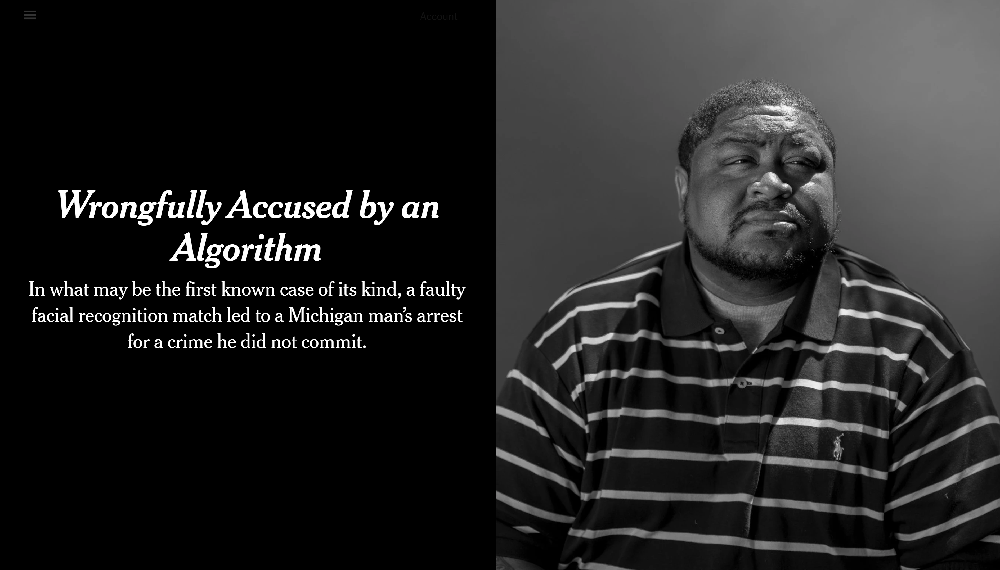 Account
Wrongfully Accused by an
Algorithm
In what may be the first known case of its kind, a faulty
facial recognition match led to a Michigan man’s arrest
for a crime he did not commit.